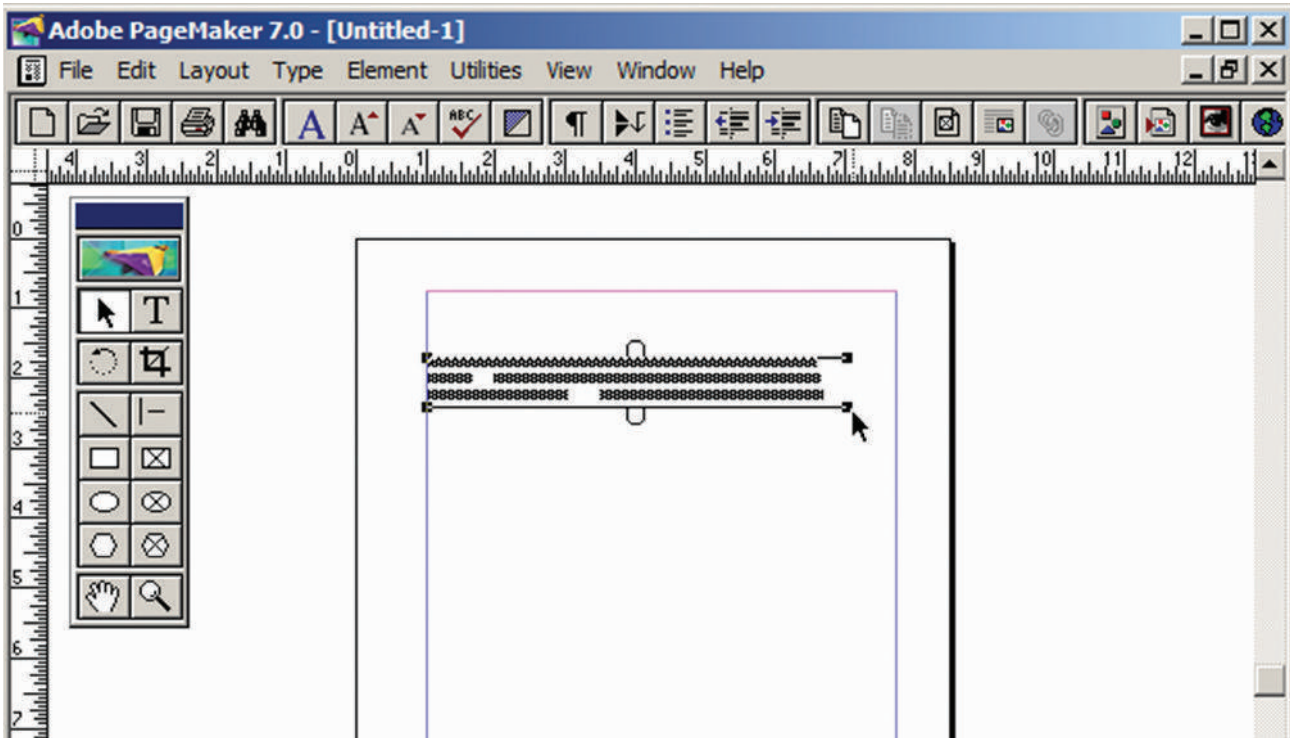 Adobe PageMaker 7.0 - [Untitled-1]
File Edit Layout Type Element Utilities View Window Help
A A A ABC ¶
4 3 2 1 0 1 2 3 4 5 6 7 8 9 10 11 12
0
1
T
2
3
4
5
6
7